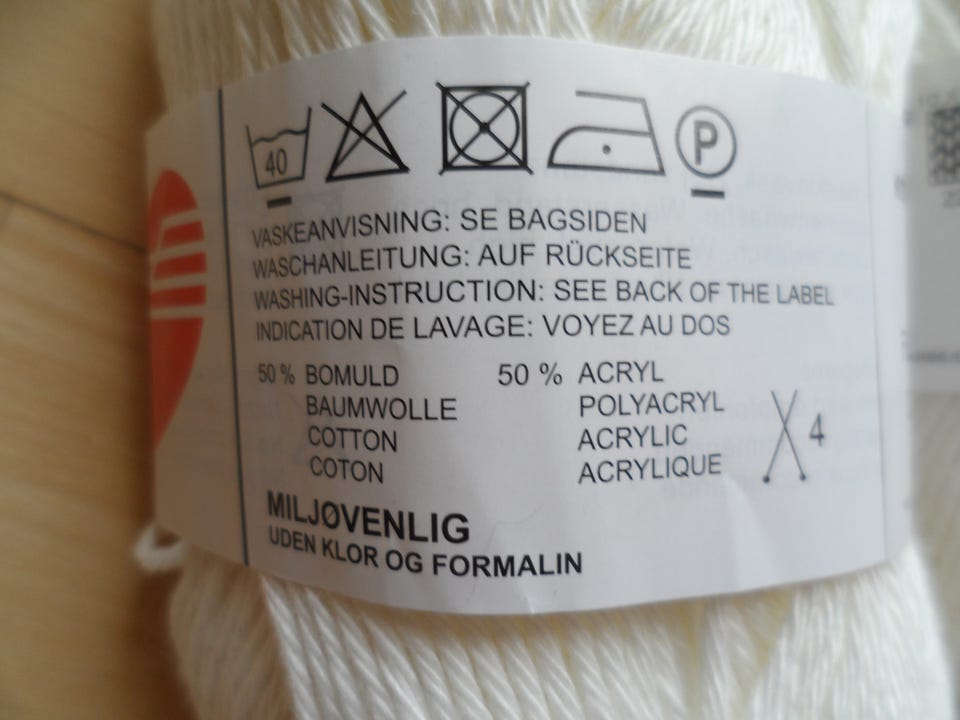 40 P
VASKEANVISNING: SE BAGSIDEN
WASCHANLEITUNG: AUF RÜCKSEITE
WASHING-INSTRUCTION: SEE BACK OF THE LABEL
INDICATION DE LAVAGE: VOYEZ AU DOS
50 % BOMULD 50 % ACRYL
BAUMWOLLE POLYACRYL
COTTON ACRYLIC 4
COTON ACRYLIQUE
MILJØVENLIG
UDEN KLOR OG FORMALIN